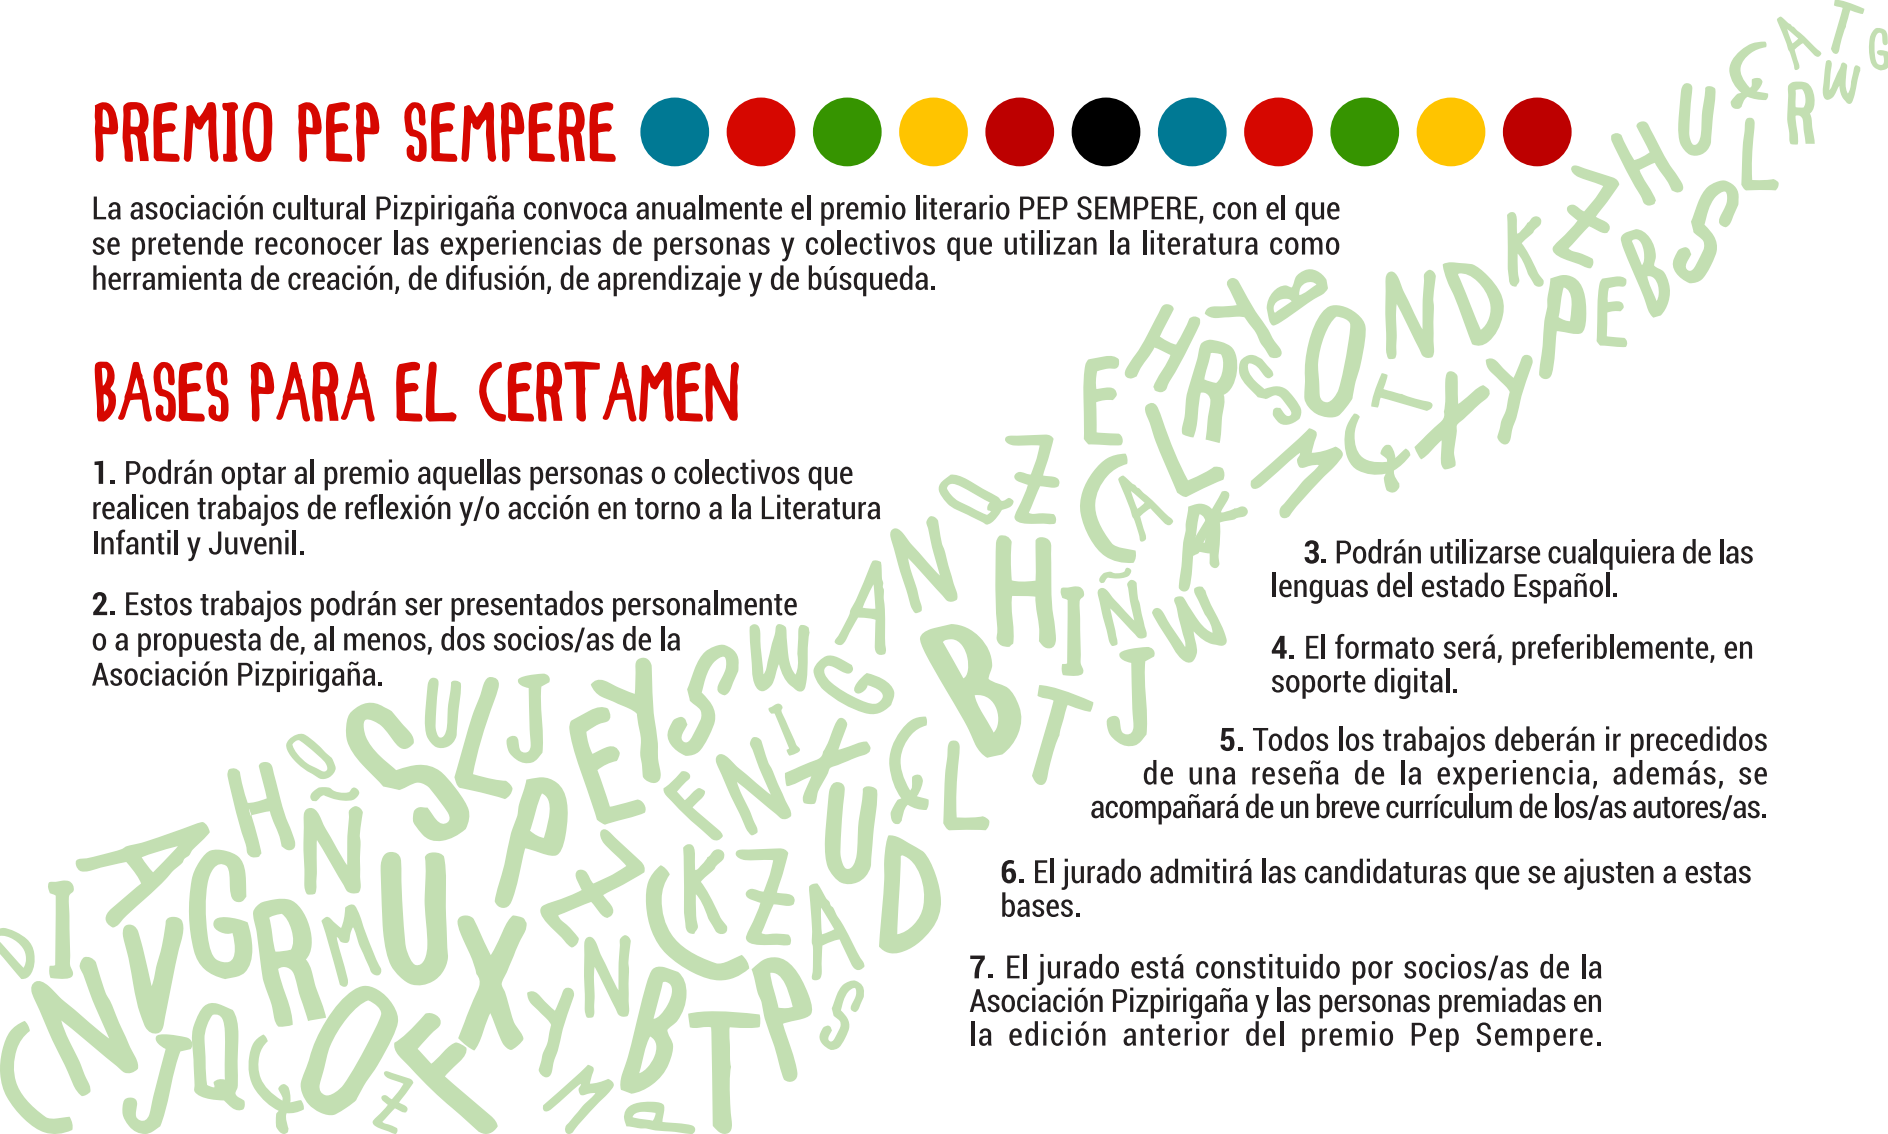 PREMIO PEP SEMPERE
La asociación cultural Pizpirigaña convoca anualmente el premio literario PEP SEMPERE, con el que
se pretende reconocer las experiencias de personas y colectivos que utilizan la literatura como
herramienta de creación, de difusión, de aprendizaje y de búsqueda.
BASES PARA EL CERTAMEN
1. Podrán optar al premio aquellas personas o colectivos que
realicen trabajos de reflexión y/o acción en torno a la Literatura
Infantil y Juvenil.
2. Estos trabajos podrán ser presentados personalmente
o a propuesta de, al menos, dos socios/as de la
Asociación Pizpirigaña.
3. Podrán utilizarse cualquiera de las
lenguas del estado Español.
4. El formato será, preferiblemente, en
soporte digital.
5. Todos los trabajos deberán ir precedidos
de una reseña de la experiencia, además, se
acompañará de un breve currículum de los/as autores/as.
6. El jurado admitirá las candidaturas que se ajusten a estas
bases.
7. El jurado está constituido por socios/as de la
Asociación Pizpirigaña y las personas premiadas en
la edición anterior del premio Pep Sempere.